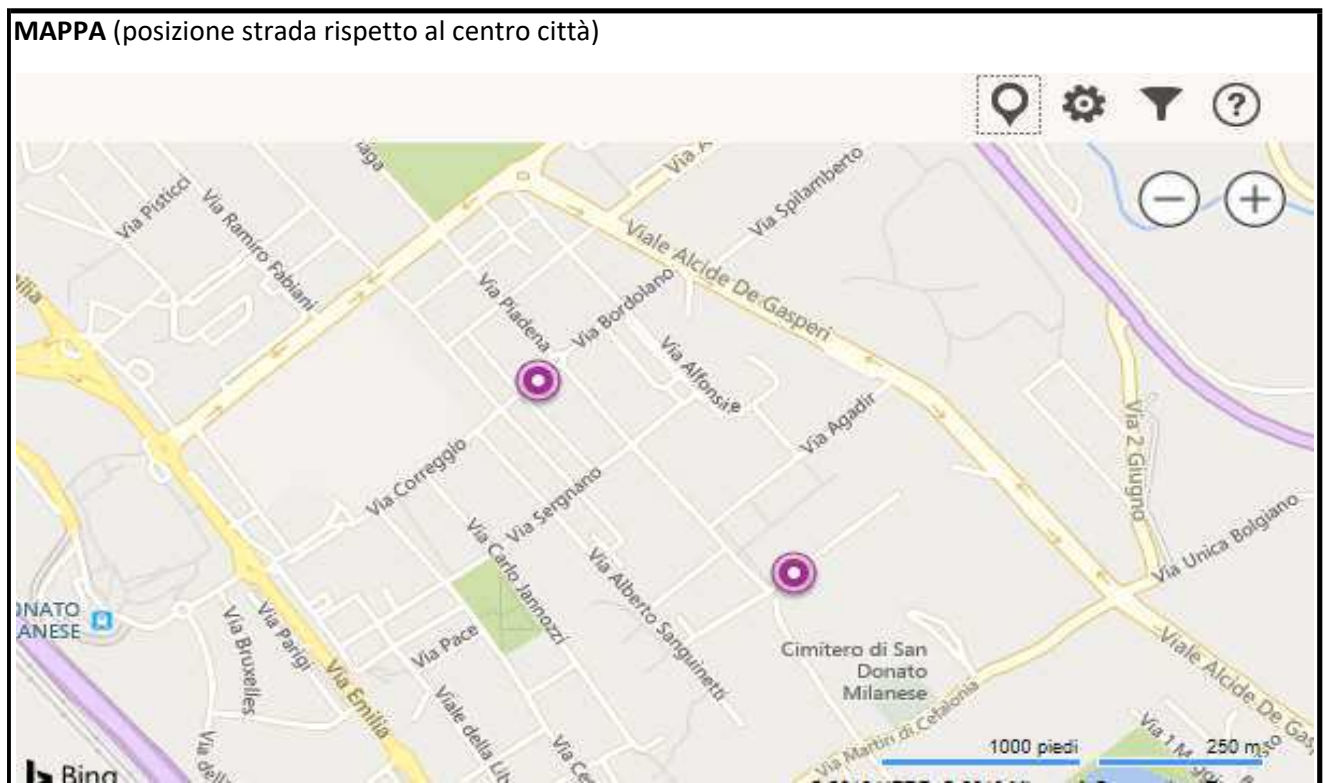 MAPPA (posizione strada rispetto al centro città)
?
Via Pisticci
Via Ramiro Fabiani
Via Spilamberto
Viale Alcide De Gasperi
Via Piadena
Via Bordolano
Via Alfonsine
Via Agadir
Via 2 Giugno
Via Correggio
Via Sergnano
Via Unica Bolgiano
Via Carlo Jannozzi
Via Alberto Sanguinetti
Via Bruxelles
Via Parigi
Via Pace
Via Emilia
Cimitero di San
Donato
Milanese
Via Martiri di Cefalonia
Viale Alcide De Gas
Viale della Lib
1000 piedi
250 m
Bing